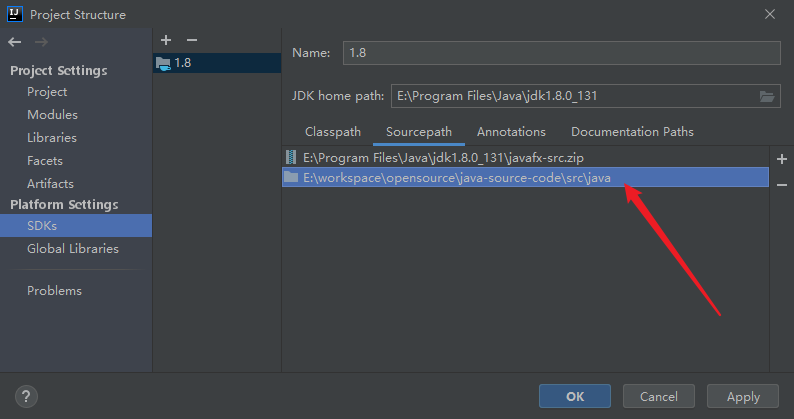 IJ Project Structure
Project Settings
Project
Modules
Libraries
Facets
Artifacts
Platform Settings
SDKs
Global Libraries
Problems
1.8
Name: 1.8
JDK home path: E:\Program Files\Java\jdk1.8.0_131
Classpath Sourcepath Annotations Documentation Paths
E:\Program Files\Java\jdk1.8.0_131\javafx-src.zip
E:\workspace\opensource\java-source-code\src\java
? OK Cancel Apply